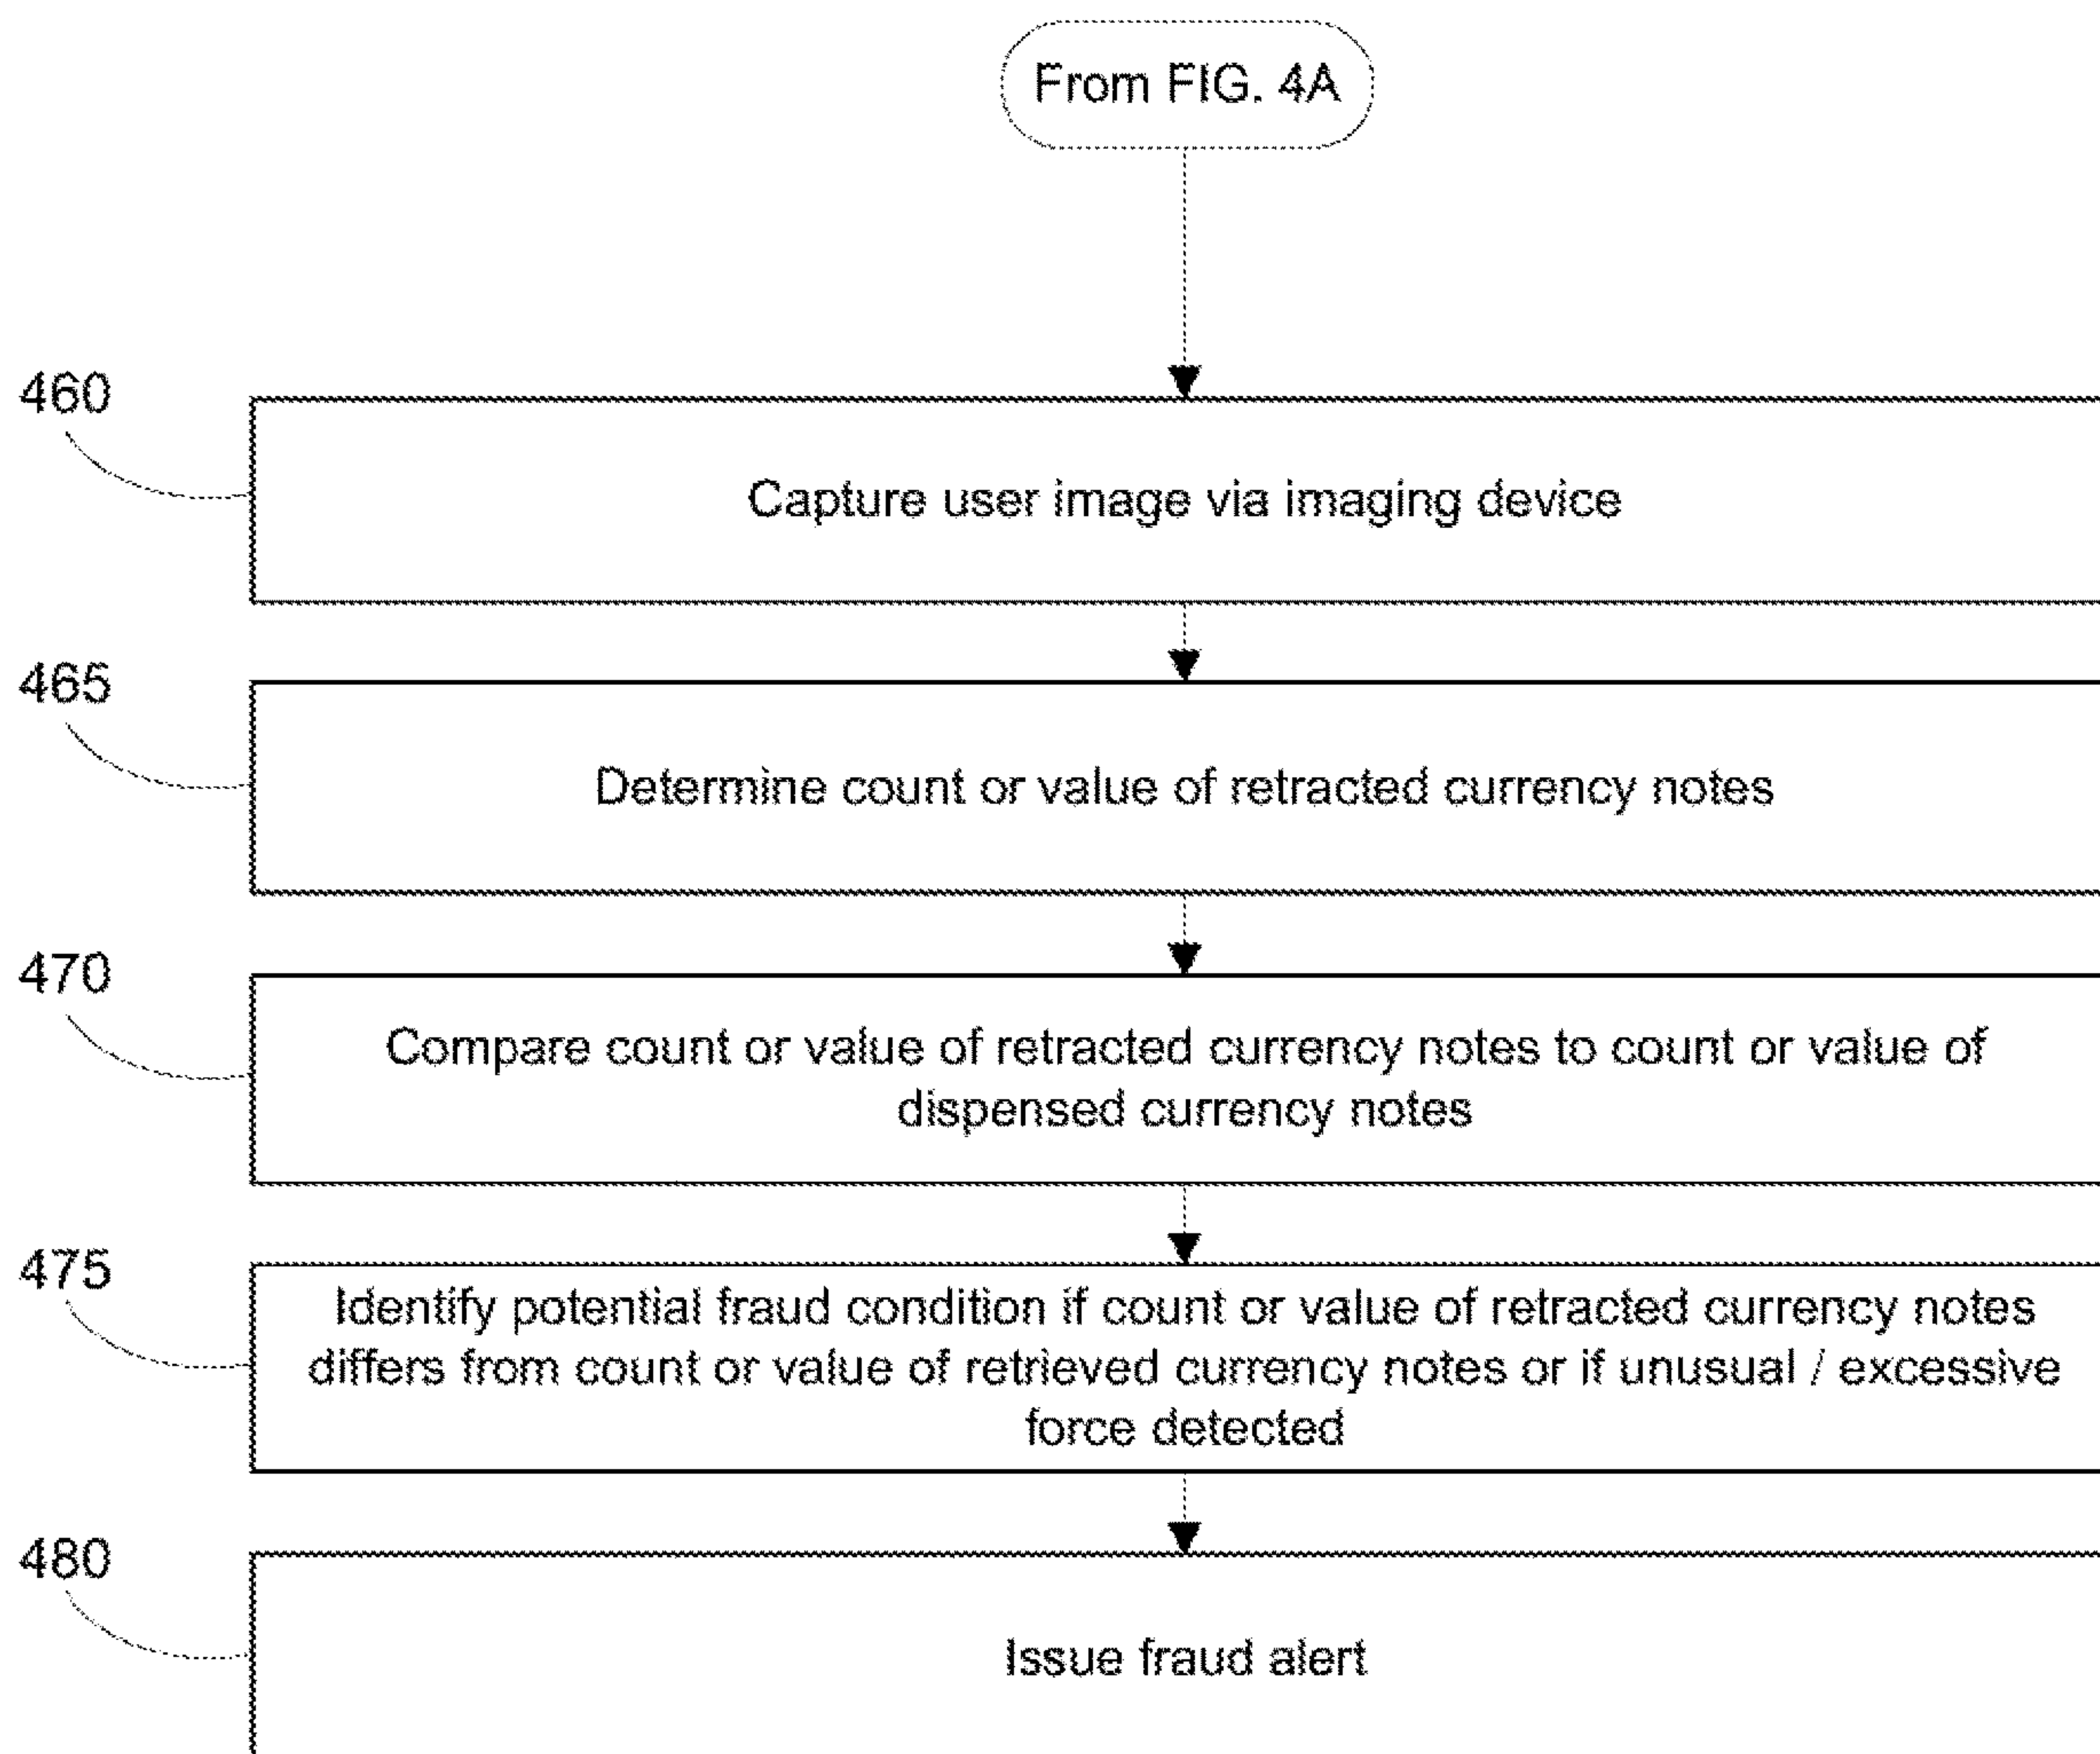 From FIG. 4A
460
Capture user image via imaging device
465
Determine count or value of retracted currency notes
470
Compare count or value of retracted currency notes to count or value of
dispensed currency notes
475
Identify potential fraud condition if count or value of retracted currency notes
differs from count or value of retrieved currency notes or if unusual / excessive
force detected
480
Issue fraud alert